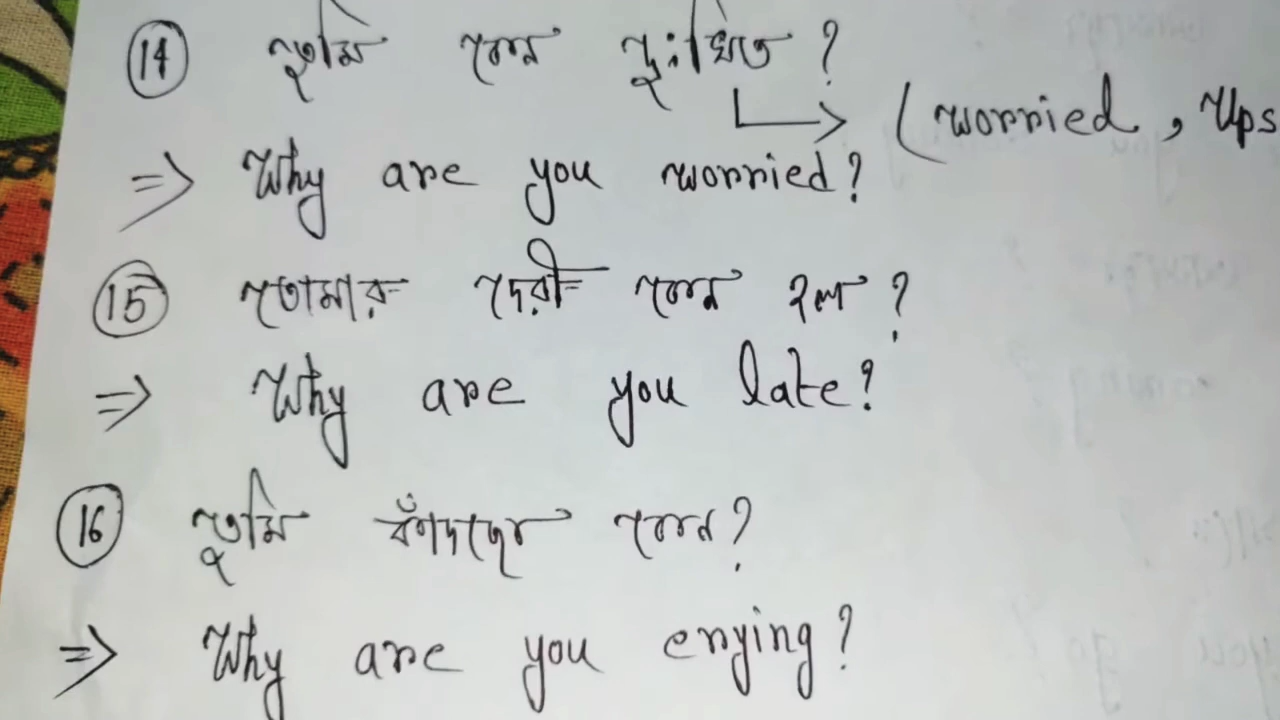 14 তুমি কেন দুঃখিত ?
(worried, Ups
=> Why are you worried?
15 তোমার দেরী কেন হল ?
=> Why are you late?
16 তুমি কাঁদছো কেন?
=> Why are you crying?